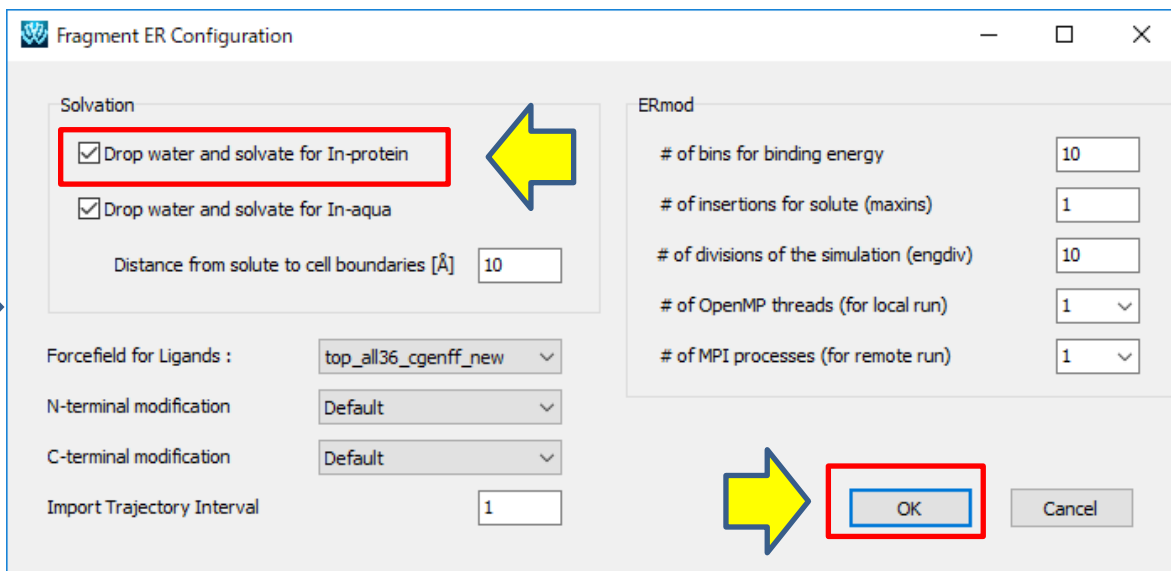 Fragment ER Configuration
Solvation
Drop water and solvate for In-protein
Drop water and solvate for In-aqua
Distance from solute to cell boundaries [Å] 10
Forcefield for Ligands : top_all36_cgenff_new
N-terminal modification Default
C-terminal modification Default
Import Trajectory Interval 1
ERmod
# of bins for binding energy 10
# of insertions for solute (maxins) 1
# of divisions of the simulation (engdiv) 10
# of OpenMP threads (for local run) 1
# of MPI processes (for remote run) 1
OK Cancel